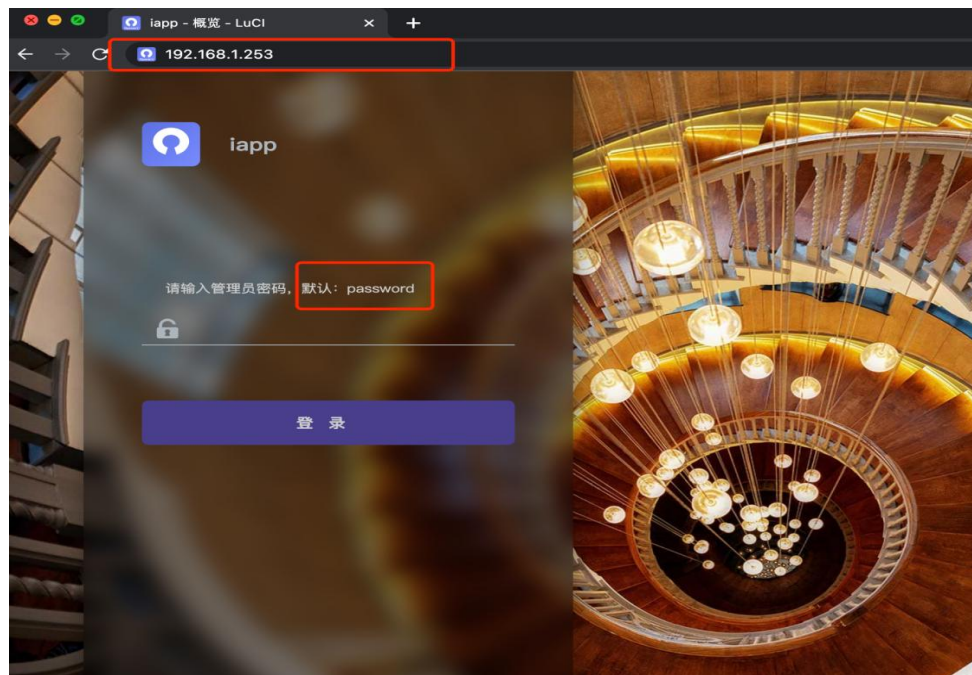 iapp - 概览 - LuCI
192.168.1.253
iapp
请输入管理员密码，默认：password
登 录